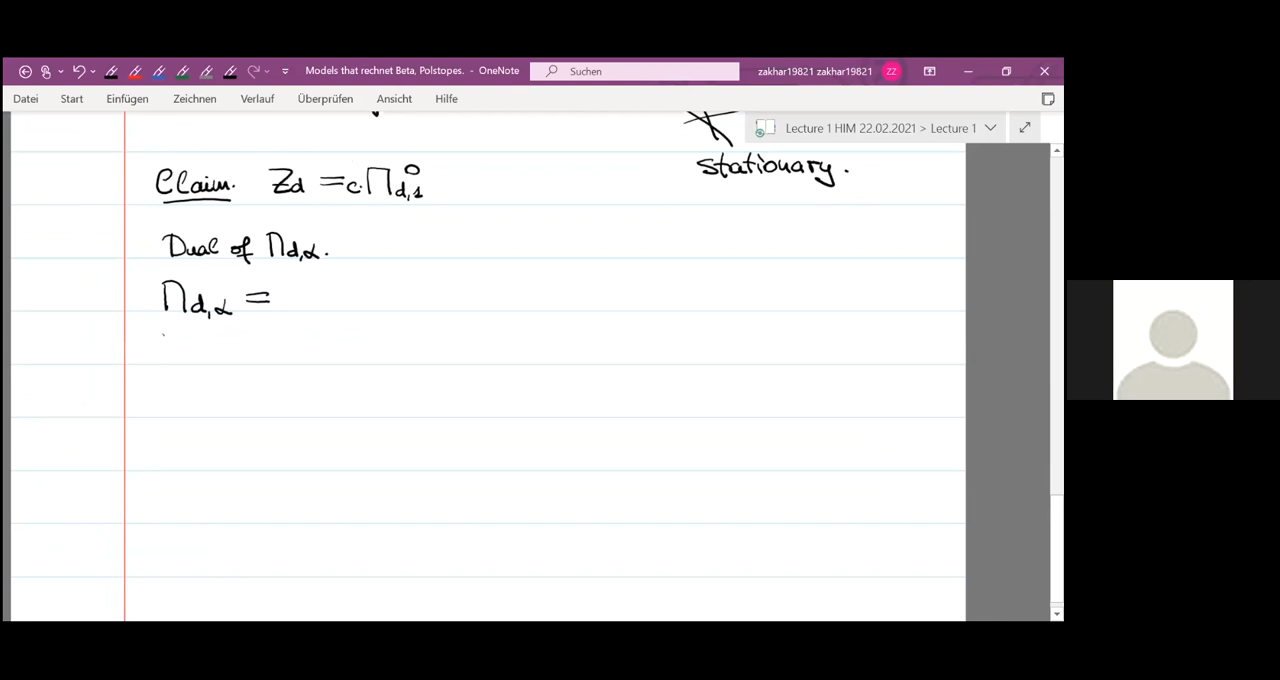 Models that rechnet Beta, Polstopes. - OneNote
Suchen
zakhar19821 zakhar19821
ZZ
Datei Start Einfügen Zeichnen Verlauf Überprüfen Ansicht Hilfe
Lecture 1 HIM 22.02.2021 > Lecture 1
stationary.
Claim. Zd = c·Π°d,1
Dual of Πd,α.
Πd,α =